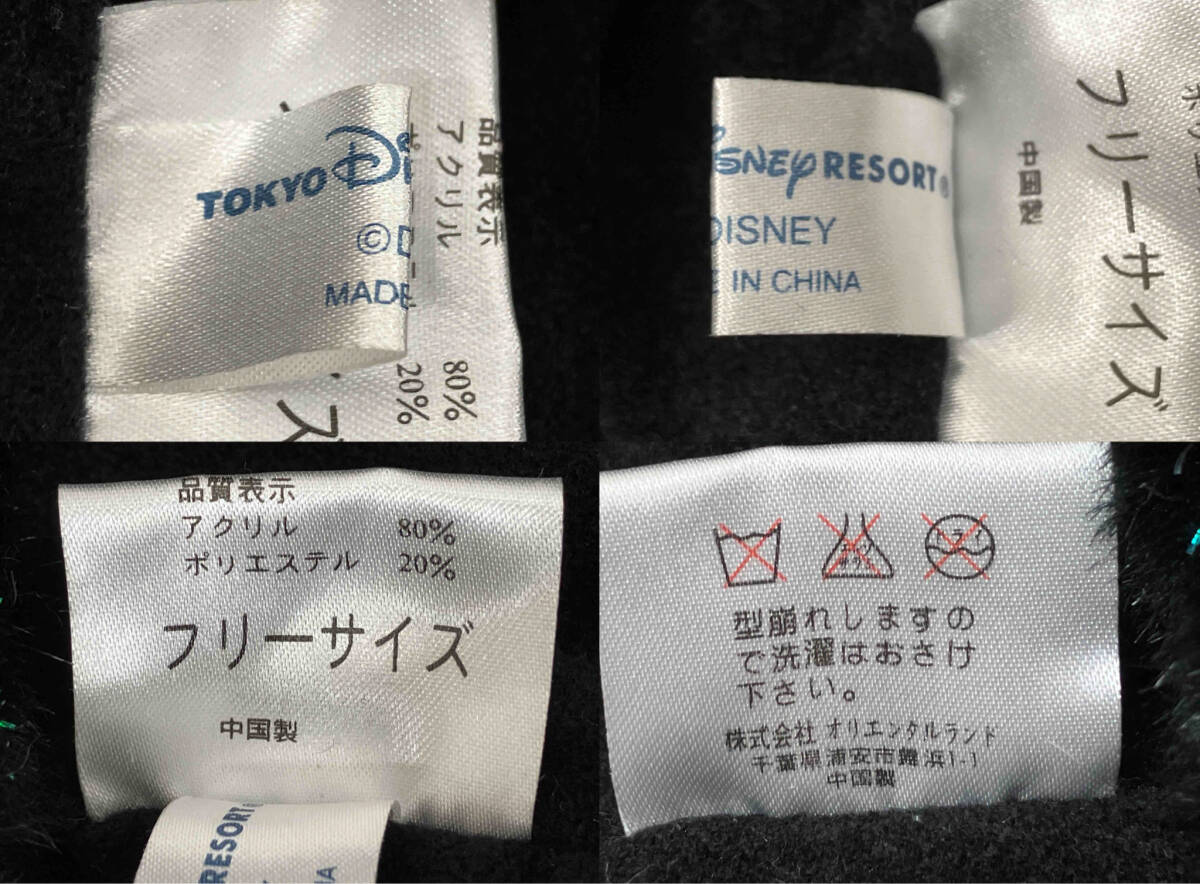 TOKYO Di
©D
MADE
品質表示
アクリル
80%
20%
ズ
SNEY RESORT®
DISNEY
E IN CHINA
フリーサイズ
中国製
品質表示
アクリル 80%
ポリエステル 20%
フリーサイズ
中国製
RESORT
型崩れしますの
で洗濯はおさけ
下さい。
株式会社 オリエンタルランド
千葉県浦安市舞浜1-1
中国製